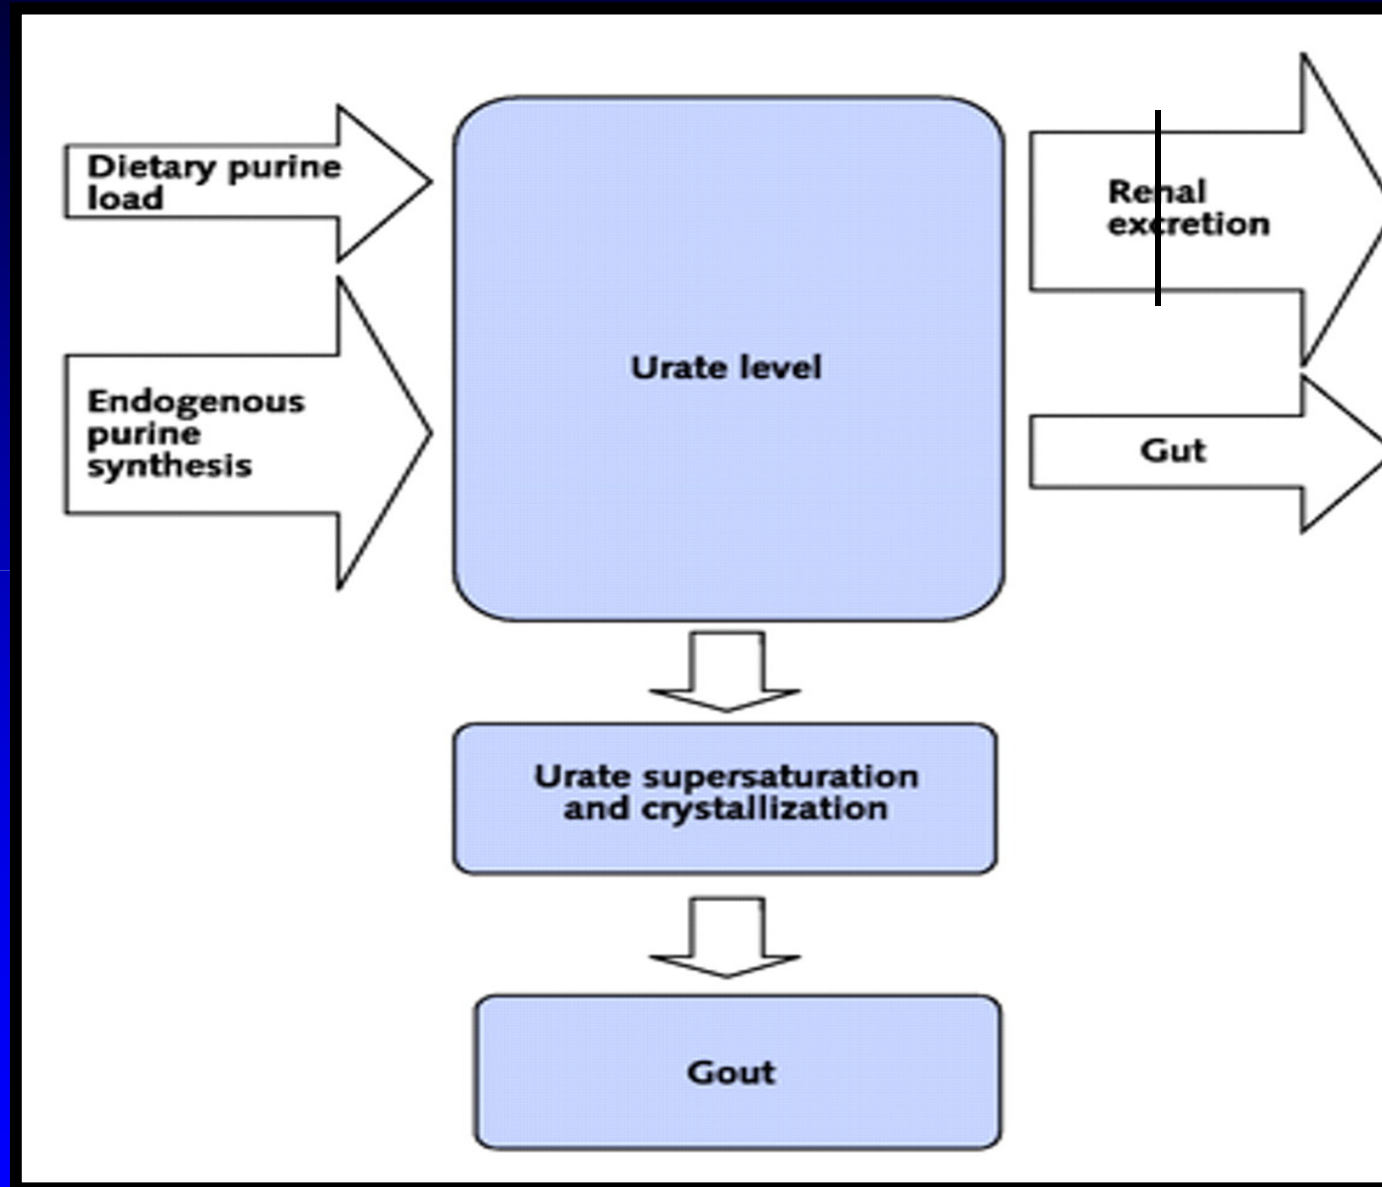 Dietary purine
load
Endogenous
purine
synthesis
Urate level
Renal
excretion
Gut
Urate supersaturation
and crystallization
Gout